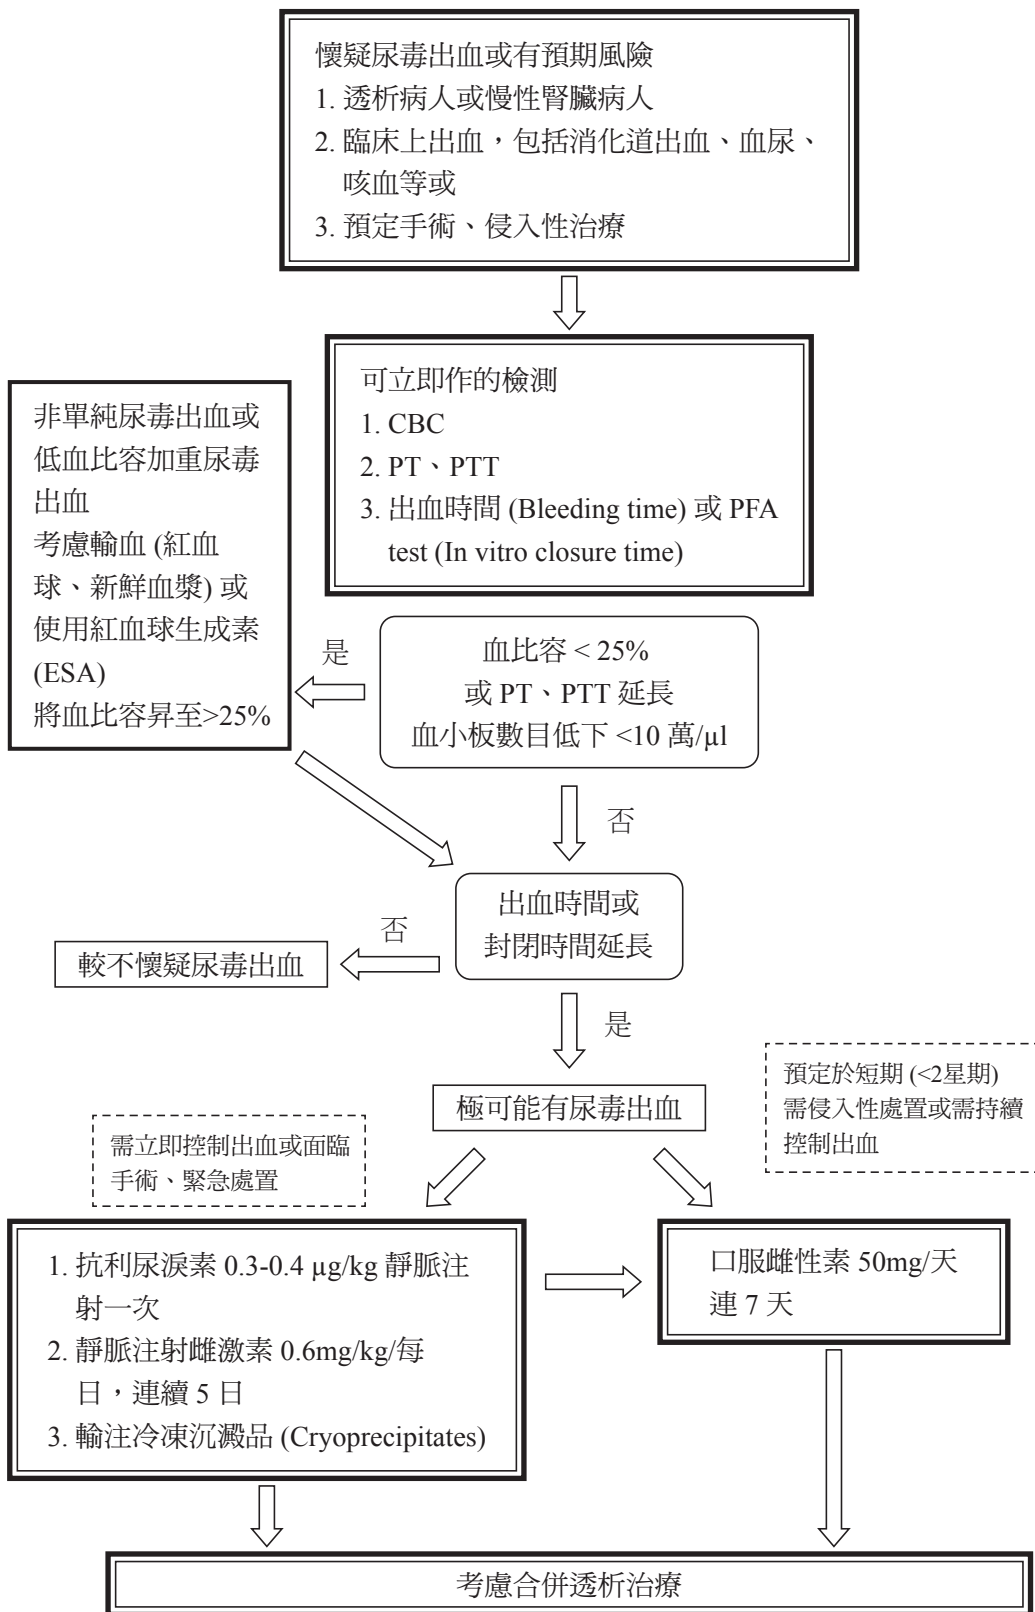 懷疑尿毒出血或有預期風險
1. 透析病人或慢性腎臟病人
2. 臨床上出血，包括消化道出血、血尿、
咳血等或
3. 預定手術、侵入性治療
可立即作的檢測
1. CBC
2. PT、PTT
3. 出血時間 (Bleeding time) 或 PFA
test (In vitro closure time)
非單純尿毒出血或
低血比容加重尿毒
出血
考慮輸血 (紅血
球、新鮮血漿) 或
使用紅血球生成素
(ESA)
將血比容昇至>25%
是
血比容 < 25%
或 PT、PTT 延長
血小板數目低下 <10 萬/µl
否
出血時間或
封閉時間延長
否
較不懷疑尿毒出血
是
極可能有尿毒出血
預定於短期 (<2星期)
需侵入性處置或需持續
控制出血
需立即控制出血或面臨
手術、緊急處置
1. 抗利尿淚素 0.3-0.4 µg/kg 靜脈注
射一次
2. 靜脈注射雌激素 0.6mg/kg/每
日，連續 5 日
3. 輸注冷凍沉澱品 (Cryoprecipitates)
口服雌性素 50mg/天
連 7 天
考慮合併透析治療